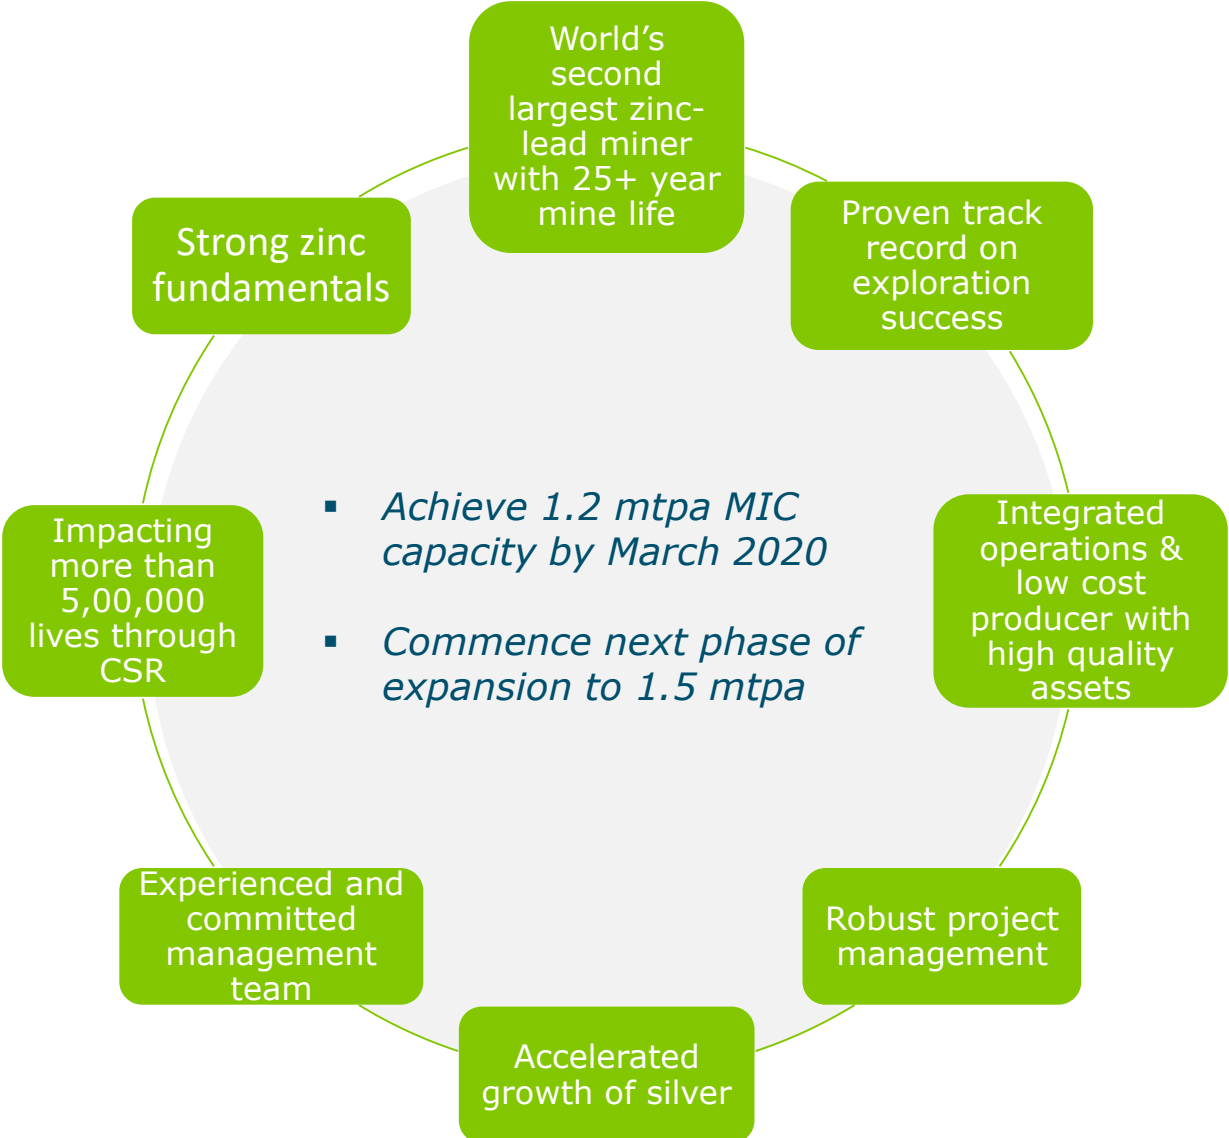 World’s
second
largest zinc-
lead miner
with 25+ year
mine life
Proven track
record on
exploration
success
Integrated
operations &
low cost
producer with
high quality
assets
Robust project
management
Accelerated
growth of silver
Experienced and
committed
management
team
Impacting
more than
5,00,000
lives through
CSR
Strong zinc
fundamentals
▪ Achieve 1.2 mtpa MIC
capacity by March 2020
▪ Commence next phase of
expansion to 1.5 mtpa